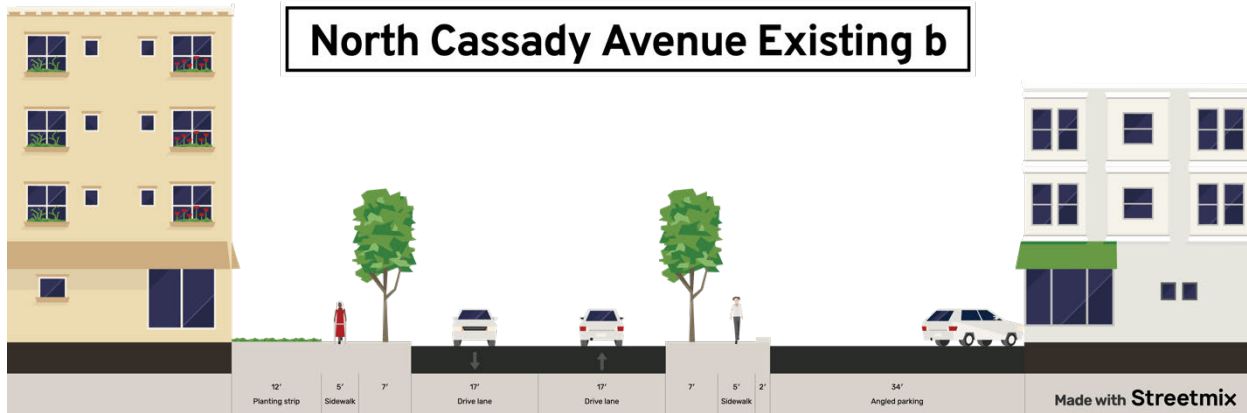 North Cassady Avenue Existing b
12' 5' 7' 17' 17' 7' 5' 2' 34'
Planting strip Sidewalk Drive lane Drive lane Sidewalk Angled parking
Made with Streetmix